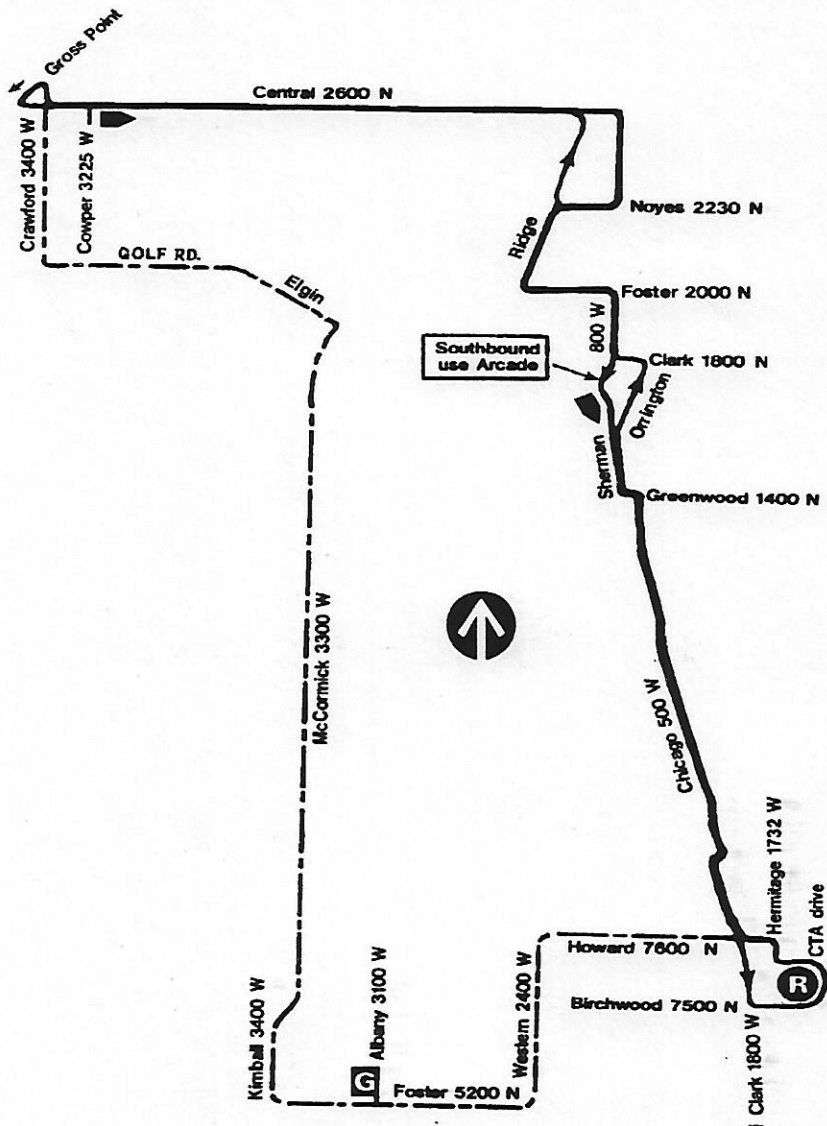 Gross Point
Central 2600 N
Crawford 3400 W
Cowper 3225 W
GOLF RD.
Elgin
Noyes 2230 N
Ridge
Foster 2000 N
800 W
Southbound
use Arcade
Clark 1800 N
Orrington
Sherman
Greenwood 1400 N
McCormick 3300 W
Chicago 500 W
Hermitage 1732 W
CTA drive
Howard 7600 N
R
Birchwood 7500 N
Western 2400 W
Clark 1800 W
Kimball 3400 W
Albany 3100 W
G
Foster 5200 N